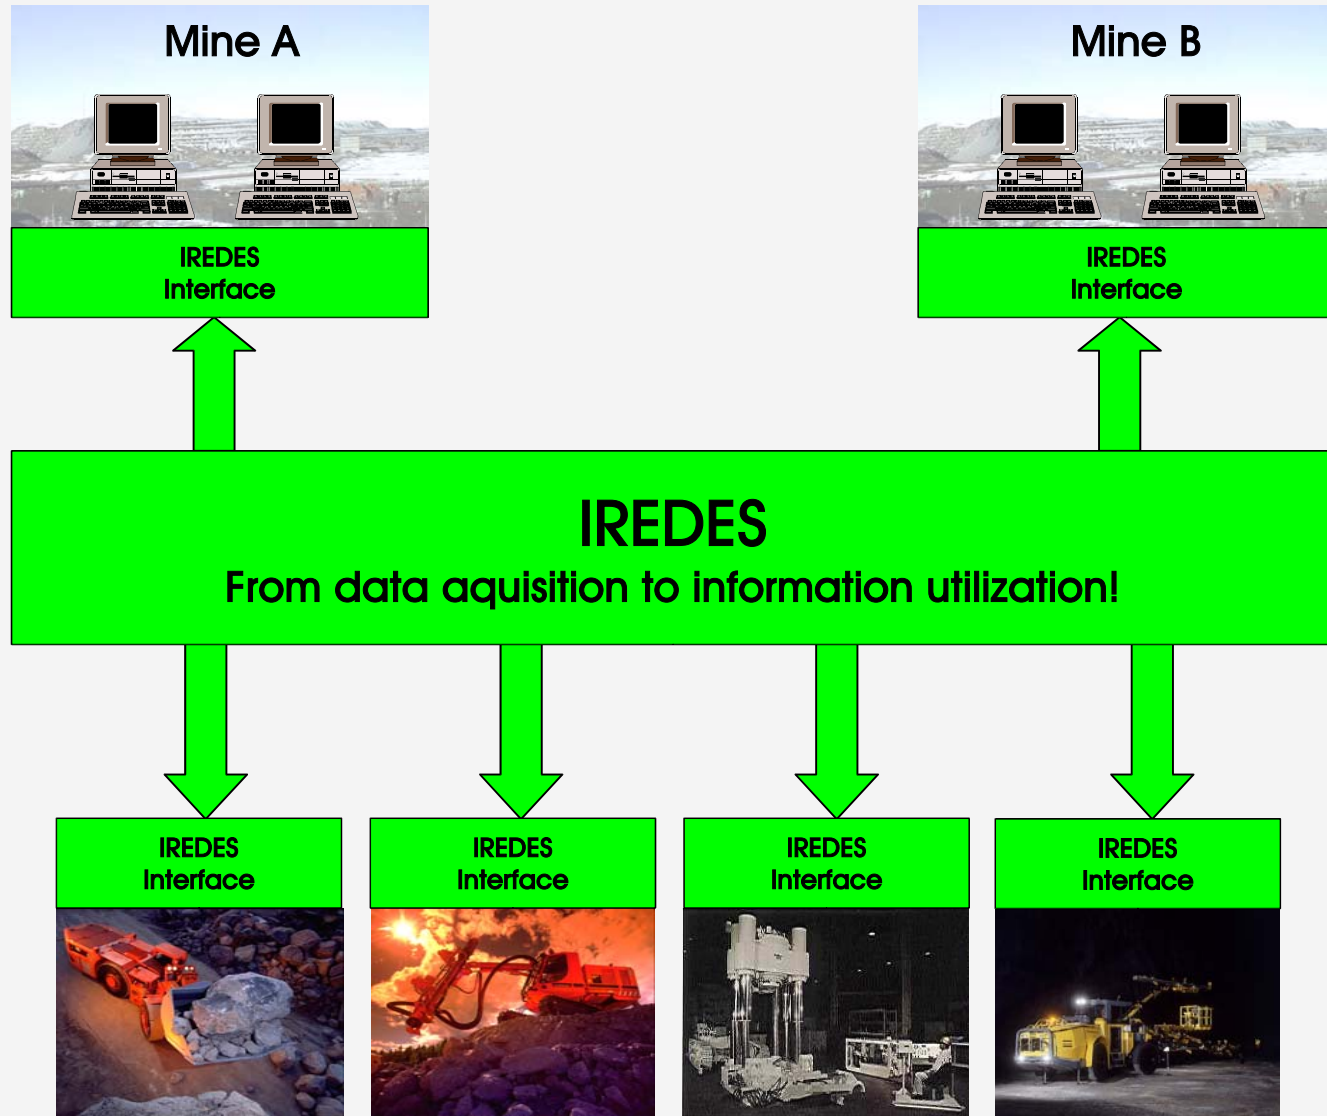 Mine A
Mine B
IREDES
Interface
IREDES
Interface
IREDES
From data aquisition to information utilization!
IREDES
Interface
IREDES
Interface
IREDES
Interface
IREDES
Interface